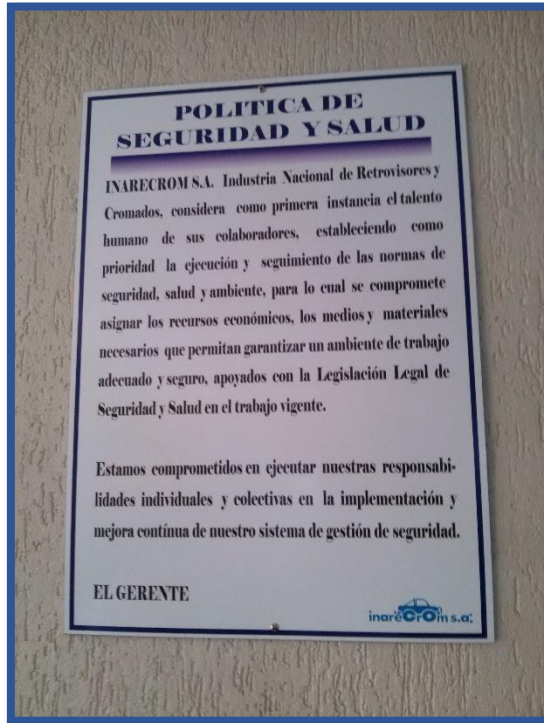 POLITICA DE
SEGURIDAD Y SALUD
INARECROM S.A. Industria Nacional de Retrovisores y
Cromados, considera como primera instancia el talento
humano de sus colaboradores, estableciendo como
prioridad la ejecución y seguimiento de las normas de
seguridad, salud y ambiente, para lo cual se compromete
asignar los recursos económicos, los medios y materiales
necesarios que permitan garantizar un ambiente de trabajo
adecuado y seguro, apoyados con la Legislación Legal de
Seguridad y Salud en el trabajo vigente.
Estamos comprometidos en ejecutar nuestras responsabi-
lidades individuales y colectivas en la implementación y
mejora contínua de nuestro sistema de gestión de seguridad.
EL GERENTE
inarecrom s.a.